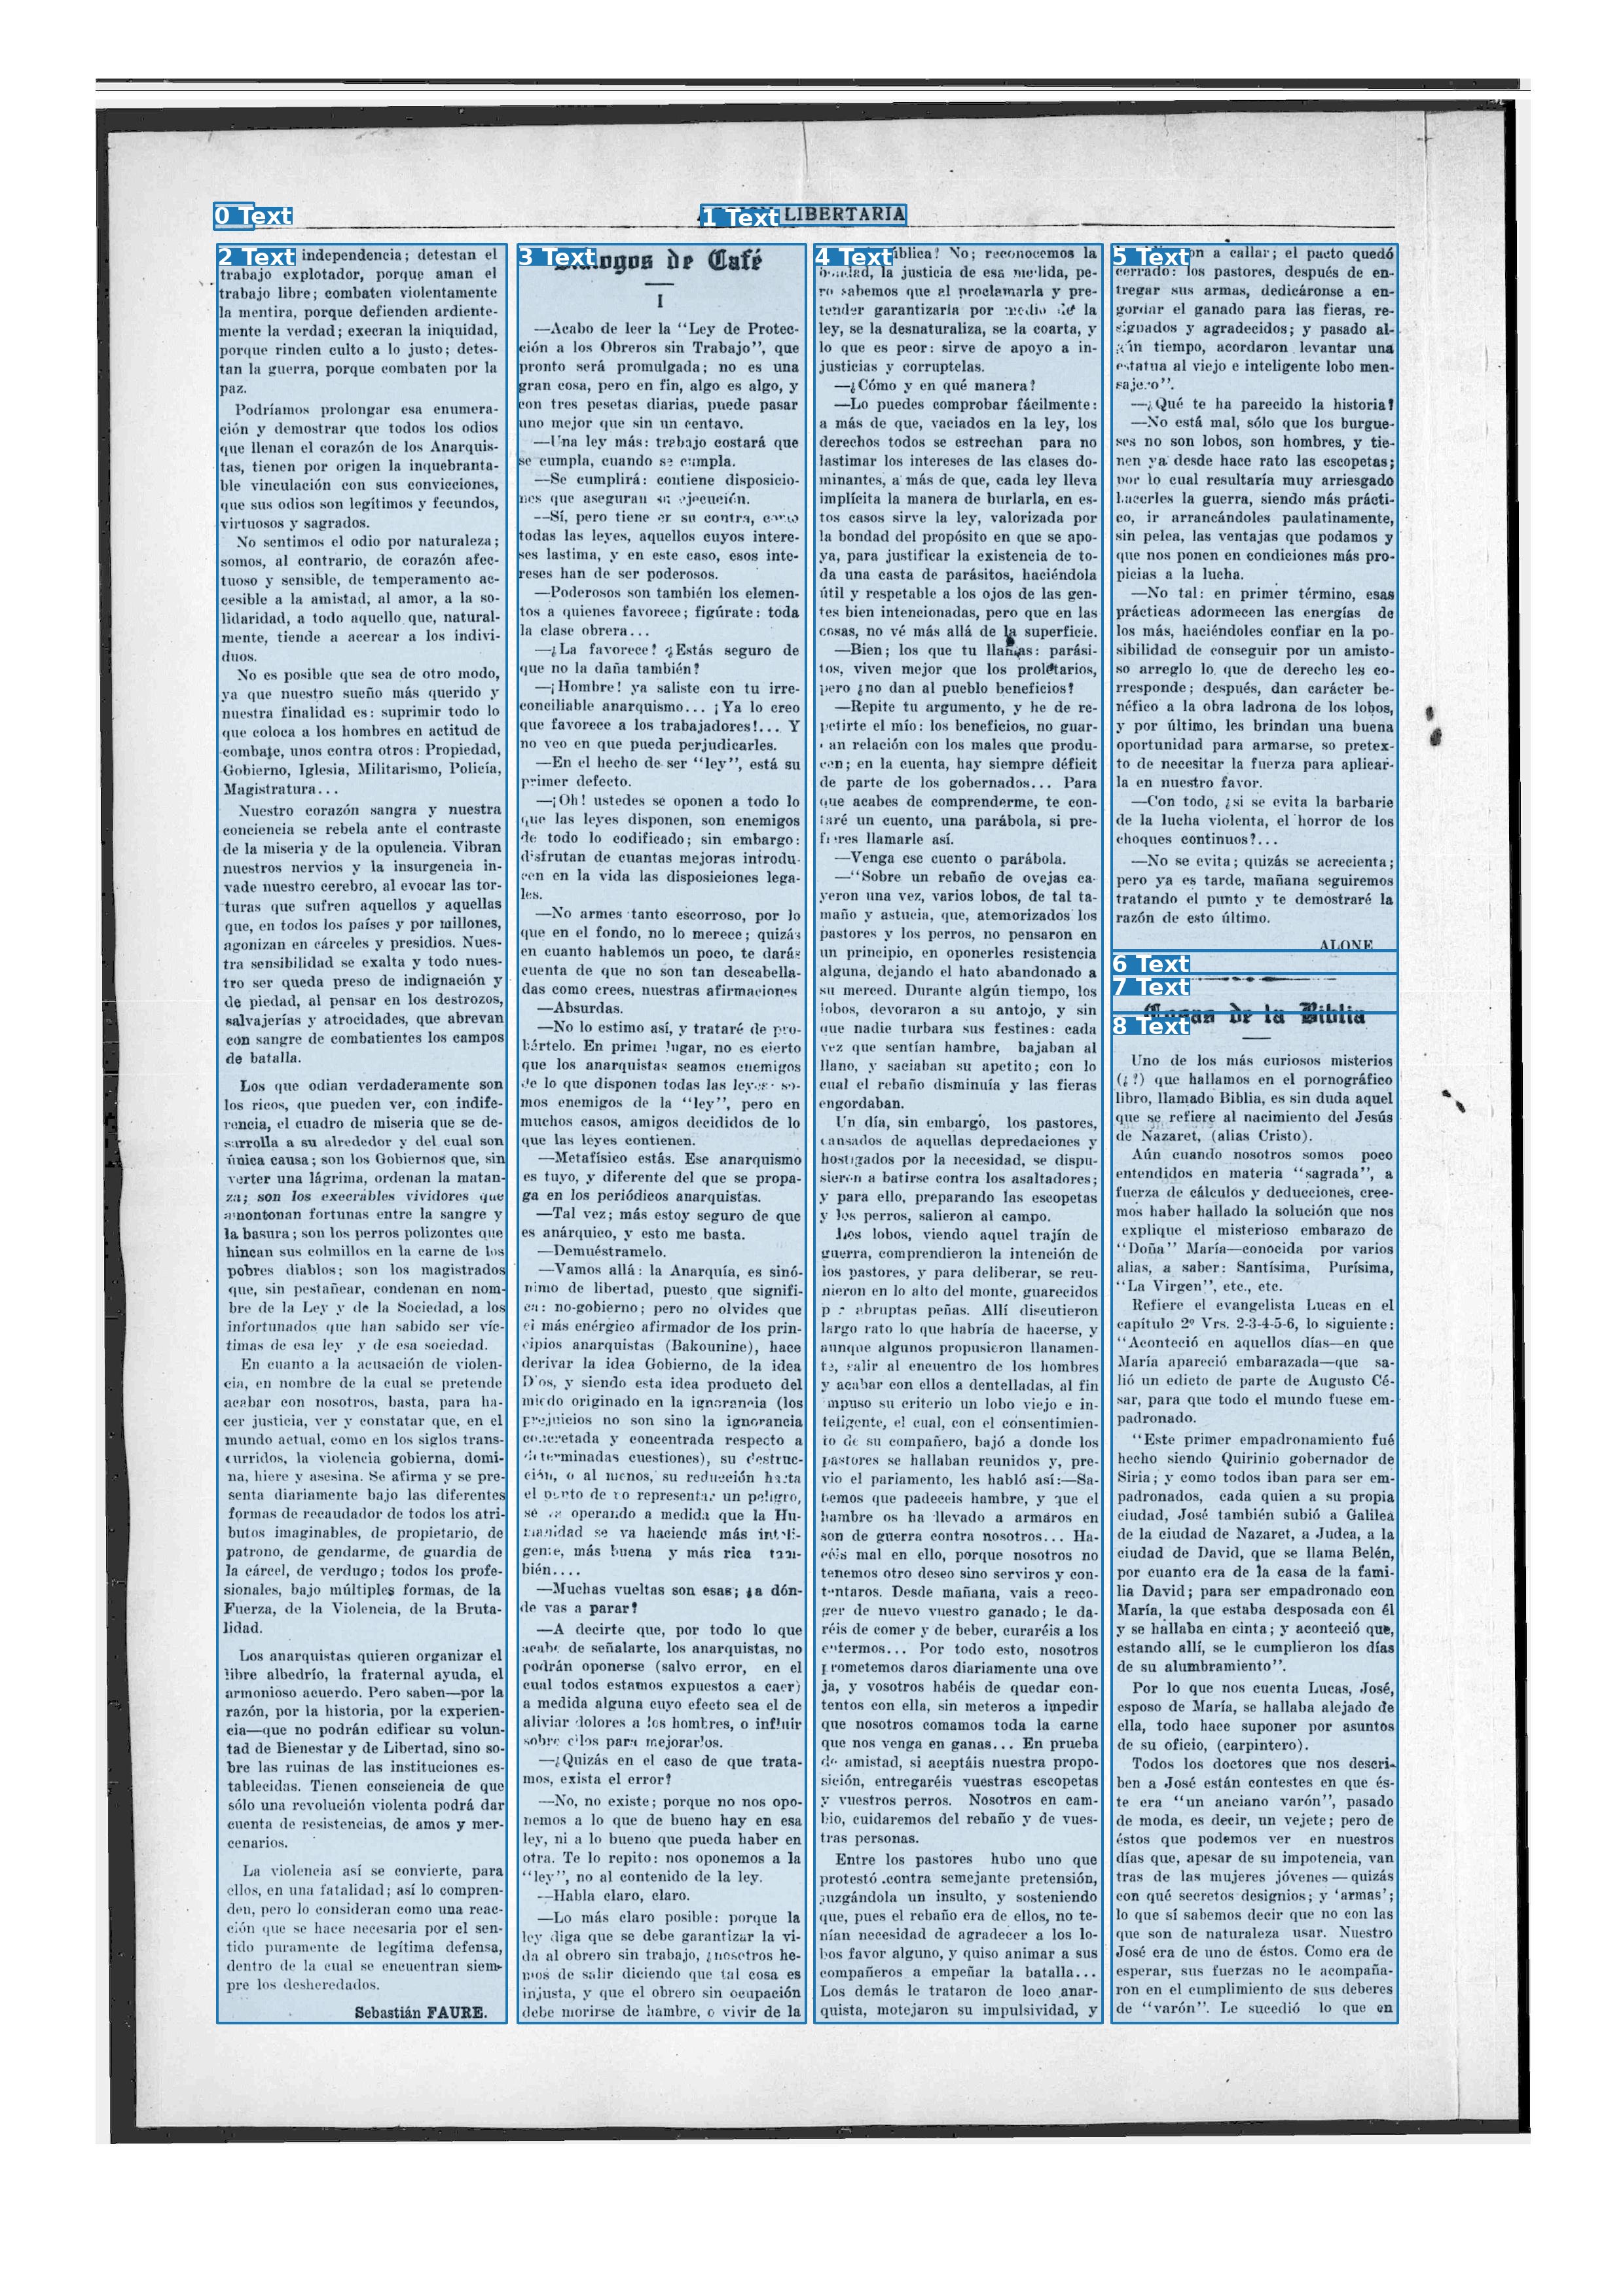 LIBERTARIA
independencia; detestan el
trabajo explotador, porque aman el
trabajo libre; combaten violentamente
la mentira, porque defienden ardiente-
mente la verdad; execran la iniquidad,
porque rinden culto a lo justo; detes-
tan la guerra, porque combaten por la
paz.
Podríamos prolongar esa enumera-
ción y demostrar que todos los odios
que llenan el corazón de los Anarquis-
tas, tienen por origen la inquebranta-
ble vinculación con sus convicciones,
que sus odios son legítimos y fecundos,
virtuosos y sagrados.
No sentimos el odio por naturaleza;
somos, al contrario, de corazón afec-
tuoso y sensible, de temperamento ac-
cesible a la amistad, al amor, a la so-
lidaridad, a todo aquello que, natural-
mente, tiende a acercar a los indivi-
duos.
No es posible que sea de otro modo,
ya que nuestro sueño más querido y
nuestra finalidad es: suprimir todo lo
que coloca a los hombres en actitud de
combate, unos contra otros: Propiedad,
Gobierno, Iglesia, Militarismo, Policía,
Magistratura...
Nuestro corazón sangra y nuestra
conciencia se rebela ante el contraste
de la miseria y de la opulencia. Vibran
nuestros nervios y la insurgencia in-
vade nuestro cerebro, al evocar las tor-
turas que sufren aquellos y aquellas
que, en todos los países y por millones,
agonizan en cárceles y presidios. Nues-
tra sensibilidad se exalta y todo nues-
tro ser queda preso de indignación y
de piedad, al pensar en los destrozos,
salvajerías y atrocidades, que abrevan
con sangre de combatientes los campos
de batalla.
Los que odian verdaderamente son
los ricos, que pueden ver, con indife-
rencia, el cuadro de miseria que se de-
sarrolla a su alrededor y del cual son
única causa; son los Gobiernos que, sin
verter una lágrima, ordenan la matan-
za; son los execrables vividores que
amontonan fortunas entre la sangre y
la basura; son los perros polizontes que
hincan sus colmillos en la carne de los
pobres diablos; son los magistrados
que, sin pestañear, condenan en nom-
bre de la Ley y de la Sociedad, a los
infortunados que han sabido ser víc-
timas de esa ley y de esa sociedad.
En cuanto a la acusación de violen-
cia, en nombre de la cual se pretende
acabar con nosotros, basta, para ha-
cer justicia, ver y constatar que, en el
mundo actual, como en los siglos trans-
curridos, la violencia gobierna, domi-
na, hiere y asesina. Se afirma y se pre-
senta diariamente bajo las diferentes
formas de recaudador de todos los atri-
butos imaginables, de propietario, de
patrono, de gendarme, de guardia de
la cárcel, de verdugo; todos los profe-
sionales, bajo múltiples formas, de la
Fuerza, de la Violencia, de la Bruta-
lidad.
Los anarquistas quieren organizar el
libre albedrío, la fraternal ayuda, el
armonioso acuerdo. Pero saben—por la
razón, por la historia, por la experien-
cia—que no podrán edificar su volun-
tad de Bienestar y de Libertad, sino so-
bre las ruinas de las instituciones es-
tablecidas. Tienen consciencia de que
sólo una revolución violenta podrá dar
cuenta de resistencias, de amos y mer-
cenarios.
La violencia así se convierte, para
ellos, en una fatalidad; así lo compren-
den, pero lo consideran como una reac-
ción que se hace necesaria por el sen-
tido puramente de legítima defensa,
dentro de la cual se encuentran siem-
pre los desheredados.
Sebastián FAURE.
de Café
I
—Acabo de leer la "Ley de Protec-
ción a los Obreros sin Trabajo", que
pronto será promulgada; no es una
gran cosa, pero en fin, algo es algo, y
con tres pesetas diarias, puede pasar
uno mejor que sin un centavo.
—Una ley más: trabajo costará que
se cumpla, cuando se cumpla.
—Se cumplirá: contiene disposicio-
nes que aseguran su ejecución.
—Sí, pero tiene en su contra, como
todas las leyes, aquellos cuyos intere-
ses lastima, y en este caso, esos inte-
reses han de ser poderosos.
—Poderosos son también los elemen-
tos a quienes favorece; figúrate: toda
la clase obrera...
—¿La favorece! ¿Estás seguro de
que no la daña también?
—¡Hombre! ya saliste con tu irre-
conciliable anarquismo... ¡Ya lo creo
que favorece a los trabajadores!... Y
no veo en que pueda perjudicarles.
—En el hecho de ser "ley", está su
primer defecto.
—¡Oh! ustedes se oponen a todo lo
que las leyes disponen, son enemigos
de todo lo codificado; sin embargo:
disfrutan de cuantas mejoras introdu-
cen en la vida las disposiciones lega-
les.
—No armes tanto escorroso, por lo
que en el fondo, no lo merece; quizás
en cuanto hablemos un poco, te darás
cuenta de que no son tan descabella-
das como crees, nuestras afirmaciones
—Absurdas.
—No lo estimo así, y trataré de pro-
bártelo. En primer lugar, no es cierto
que los anarquistas seamos enemigos
de lo que disponen todas las leyes: so-
mos enemigos de la "ley", pero en
muchos casos, amigos decididos de lo
que las leyes contienen.
—Metafísico estás. Ese anarquismo
es tuyo, y diferente del que se propa-
ga en los periódicos anarquistas.
—Tal vez; más estoy seguro de que
es anárquico, y esto me basta.
—Demuéstramelo.
—Vamos allá: la Anarquía, es sinó-
nimo de libertad, puesto que signifi-
ca: no-gobierno; pero no olvides que
el más enérgico afirmador de los prin-
cipios anarquistas (Bakounine), hace
derivar la idea Gobierno, de la idea
Dios, y siendo esta idea producto del
miedo originado en la ignorancia (los
prejuicios no son sino la ignorancia
concretada y concentrada respecto a
determinadas cuestiones), su destruc-
ción, o al menos, su reducción hasta
el punto de no representar un peligro,
se va operando a medida que la Hu-
manidad se va haciendo más inteli-
gente, más buena y más rica tam-
bién....
—Muchas vueltas son esas; ¿a dón-
de vas a parar?
—A decirte que, por todo lo que
acabo de señalarte, los anarquistas, no
podrán oponerse (salvo error, en el
cual todos estamos expuestos a caer)
a medida alguna cuyo efecto sea el de
aliviar dolores a los hombres, o influir
sobre ellos para mejorarlos.
—¿Quizás en el caso de que trata-
mos, exista el error?
—No, no existe; porque no nos opo-
nemos a lo que de bueno hay en esa
ley, ni a lo bueno que pueda haber en
otra. Te lo repito: nos oponemos a la
"ley", no al contenido de la ley.
—Habla claro, claro.
—Lo más claro posible: porque la
ley diga que se debe garantizar la vi-
da al obrero sin trabajo, ¿nosotros he-
mos de salir diciendo que tal cosa es
injusta, y que el obrero sin ocupación
debe morirse de hambre, o vivir de la
No; reconocemos la
bondad, la justicia de esa medida, pe-
ro sabemos que al proclamarla y pre-
tender garantizarla por medio de la
ley, se la desnaturaliza, se la coarta, y
lo que es peor: sirve de apoyo a in-
justicias y corruptelas.
—¿Cómo y en qué manera?
—Lo puedes comprobar fácilmente:
a más de que, vaciados en la ley, los
derechos todos se estrechan para no
lastimar los intereses de las clases do-
minantes, a más de que, cada ley lleva
implícita la manera de burlarla, en es-
tos casos sirve la ley, valorizada por
la bondad del propósito en que se apo-
ya, para justificar la existencia de to-
da una casta de parásitos, haciéndola
útil y respetable a los ojos de las gen-
tes bien intencionadas, pero que en las
cosas, no vé más allá de la superficie.
—Bien; los que tu llamas: parási-
tos, viven mejor que los proletarios,
pero ¿no dan al pueblo beneficios?
—Repite tu argumento, y he de re-
petirte el mío: los beneficios, no guar-
dan relación con los males que produ-
cen; en la cuenta, hay siempre déficit
de parte de los gobernados... Para
que acabes de comprenderme, te con-
taré un cuento, una parábola, si pre-
fieres llamarle así.
—Venga ese cuento o parábola.
—"Sobre un rebaño de ovejas ca-
yeron una vez, varios lobos, de tal ta-
maño y astucia, que, atemorizados los
pastores y los perros, no pensaron en
un principio, en oponerles resistencia
alguna, dejando el hato abandonado a
su merced. Durante algún tiempo, los
lobos, devoraron a su antojo, y sin
que nadie turbara sus festines: cada
vez que sentían hambre, bajaban al
llano, y saciaban su apetito; con lo
cual el rebaño disminuía y las fieras
engordaban.
Un día, sin embargo, los pastores,
cansados de aquellas depredaciones y
hostigados por la necesidad, se dispu-
sieron a batirse contra los asaltadores;
y para ello, preparando las escopetas
y los perros, salieron al campo.
Los lobos, viendo aquel trajín de
guerra, comprendieron la intención de
los pastores, y para deliberar, se reu-
nieron en lo alto del monte, guarecidos
por abruptas peñas. Allí discutieron
largo rato lo que habría de hacerse, y
aunque algunos propusieron llanamen-
te, salir al encuentro de los hombres
y acabar con ellos a dentelladas, al fin
impuso su criterio un lobo viejo e in-
teligente, el cual, con el consentimien-
to de su compañero, bajó a donde los
pastores se hallaban reunidos y, pre-
vio el pariamento, les habló así:—Sa-
bemos que padeceis hambre, y que el
hambre os ha llevado a armaros en
son de guerra contra nosotros... Ha-
céis mal en ello, porque nosotros no
tenemos otro deseo sino serviros y con-
tentaros. Desde mañana, vais a reco-
ger de nuevo vuestro ganado; le da-
réis de comer y de beber, curaréis a los
enfermos... Por todo esto, nosotros
prometemos daros diariamente una ove
ja, y vosotros habéis de quedar con-
tentos con ella, sin meteros a impedir
que nosotros comamos toda la carne
que nos venga en ganas... En prueba
de amistad, si aceptáis nuestra propo-
sición, entregaréis vuestras escopetas
y vuestros perros. Nosotros en cam-
bio, cuidaremos del rebaño y de vues-
tras personas.
Entre los pastores hubo uno que
protestó contra semejante pretensión,
juzgándola un insulto, y sosteniendo
que, pues el rebaño era de ellos, no te-
nían necesidad de agradecer a los lo-
bos favor alguno, y quiso animar a sus
compañeros a empeñar la batalla...
Los demás le trataron de loco anar-
quista, motejaron su impulsividad, y
a callar; el pacto quedó
cerrado: los pastores, después de en-
tregar sus armas, dedicáronse a en-
gordar el ganado para las fieras, re-
signados y agradecidos; y pasado al-
gún tiempo, acordaron levantar una
estatua al viejo e inteligente lobo men-
sajero".
—¿Qué te ha parecido la historia?
—No está mal, sólo que los burgue-
ses no son lobos, son hombres, y tie-
nen ya desde hace rato las escopetas;
por lo cual resultaría muy arriesgado
hacerles la guerra, siendo más prácti-
co, ir arrancándoles paulatinamente,
sin pelea, las ventajas que podamos y
que nos ponen en condiciones más pro-
picias a la lucha.
—No tal: en primer término, esas
prácticas adormecen las energías de
los más, haciéndoles confiar en la po-
sibilidad de conseguir por un amisto-
so arreglo lo que de derecho les co-
rresponde; después, dan carácter be-
néfico a la obra ladrona de los lobos,
y por último, les brindan una buena
oportunidad para armarse, so pretex-
to de necesitar la fuerza para aplicar-
la en nuestro favor.
—Con todo, ¿si se evita la barbarie
de la lucha violenta, el horror de los
choques continuos?...
—No se evita; quizás se acrecienta;
pero ya es tarde, mañana seguiremos
tratando el punto y te demostraré la
razón de esto último.
ALONE
de la Biblia
Uno de los más curiosos misterios
(¿?) que hallamos en el pornográfico
libro, llamado Biblia, es sin duda aquel
que se refiere al nacimiento del Jesús
de Nazaret, (alias Cristo).
Aún cuando nosotros somos poco
entendidos en materia "sagrada", a
fuerza de cálculos y deducciones, cree-
mos haber hallado la solución que nos
explique el misterioso embarazo de
"Doña" María—conocida por varios
alias, a saber: Santísima, Purísima,
"La Virgen", etc., etc.
Refiere el evangelista Lucas en el
capítulo 2º Vrs. 2-3-4-5-6, lo siguiente:
"Aconteció en aquellos días—en que
María apareció embarazada—que sa-
lió un edicto de parte de Augusto Cé-
sar, para que todo el mundo fuese em-
padronado.
"Este primer empadronamiento fué
hecho siendo Quirinio gobernador de
Siria; y como todos iban para ser em-
padronados, cada quien a su propia
ciudad, José también subió a Galilea
de la ciudad de Nazaret, a Judea, a la
ciudad de David, que se llama Belén,
por cuanto era de la casa de la fami-
lia David; para ser empadronado con
María, la que estaba desposada con él
y se hallaba en cinta; y aconteció que,
estando allí, se le cumplieron los días
de su alumbramiento".
Por lo que nos cuenta Lucas, José,
esposo de María, se hallaba alejado de
ella, todo hace suponer por asuntos
de su oficio, (carpintero).
Todos los doctores que nos descri-
ben a José están contestes en que és-
te era "un anciano varón", pasado
de moda, es decir, un vejete; pero de
éstos que podemos ver en nuestros
días que, apesar de su impotencia, van
tras de las mujeres jóvenes—quizás
con qué secretos designios; y 'armas';
lo que sí sabemos decir que no con las
que son de naturaleza usar. Nuestro
José era de uno de éstos. Como era de
esperar, sus fuerzas no le acompaña-
ron en el cumplimiento de sus deberes
de "varón". Le sucedió lo que en
0 Text
1 Text
2 Text
3 Text
4 Text
5 Text
6 Text
7 Text
8 Text